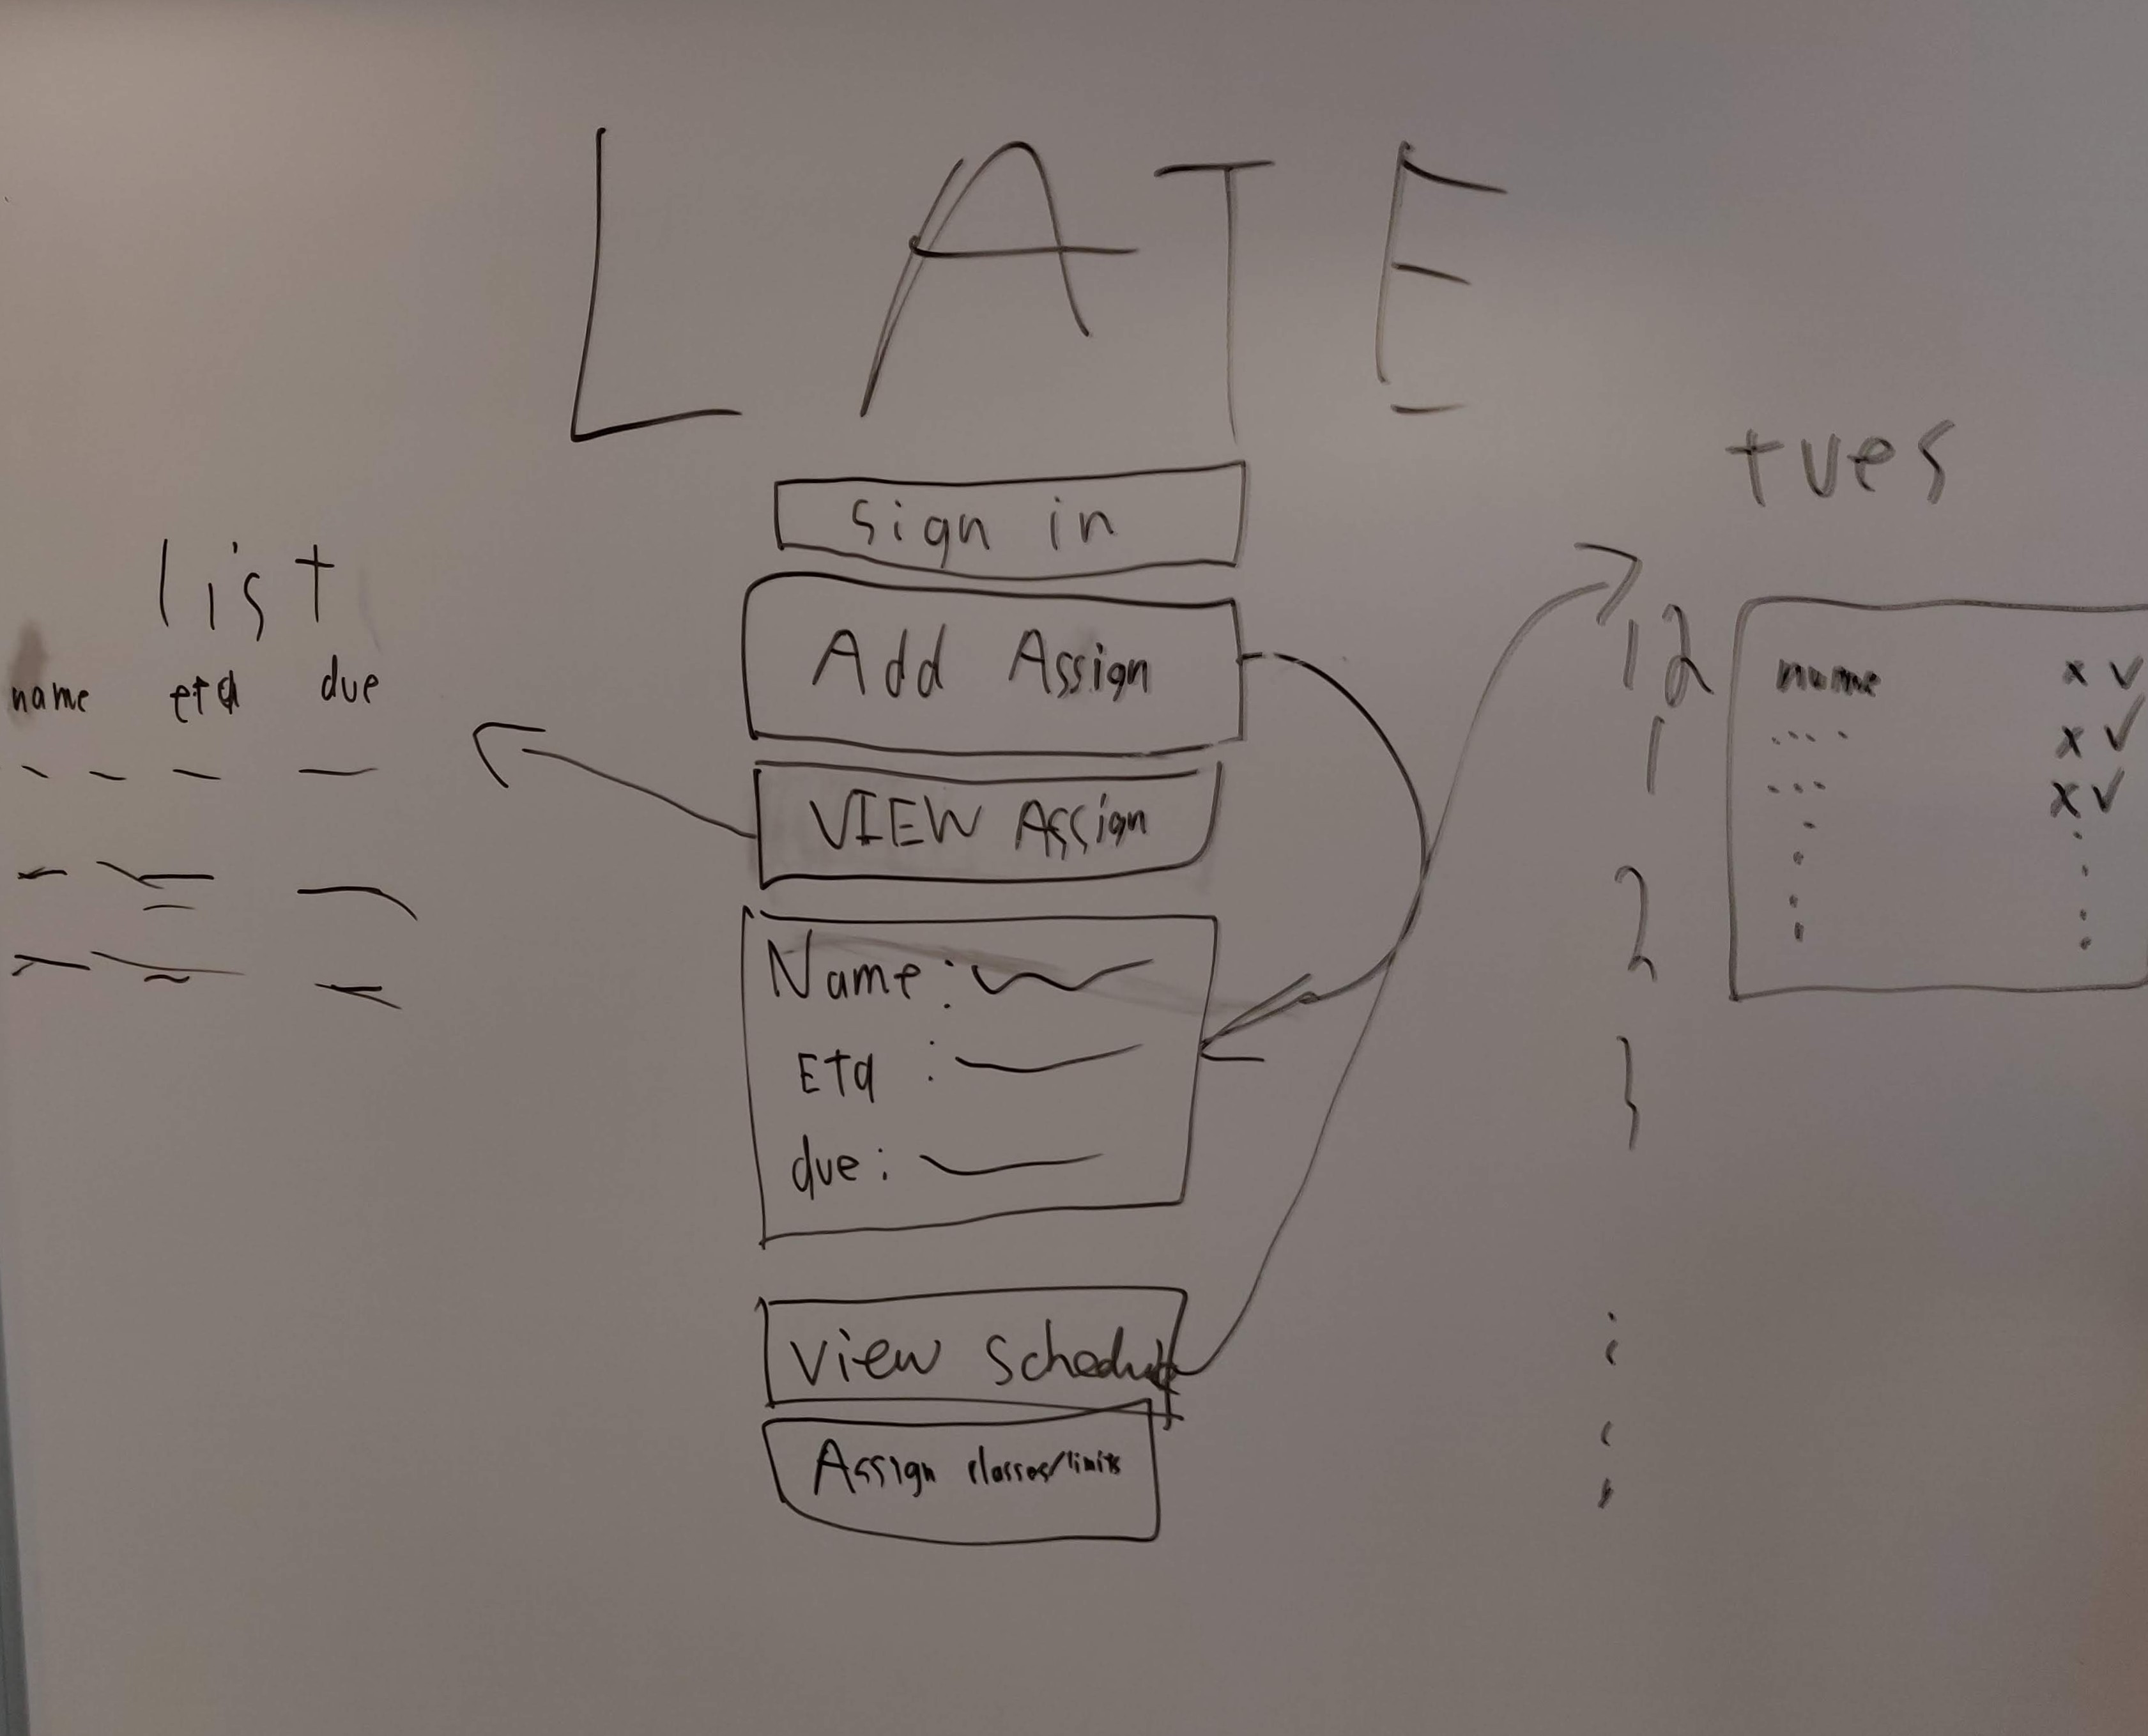 LATE
sign in
Add Assign
VIEW Assign
Name:
Eta :
due:
view schedule
Assign classes/limits
list
name eta due
tues
12
1
2
3
name x √
.... x √
... x √